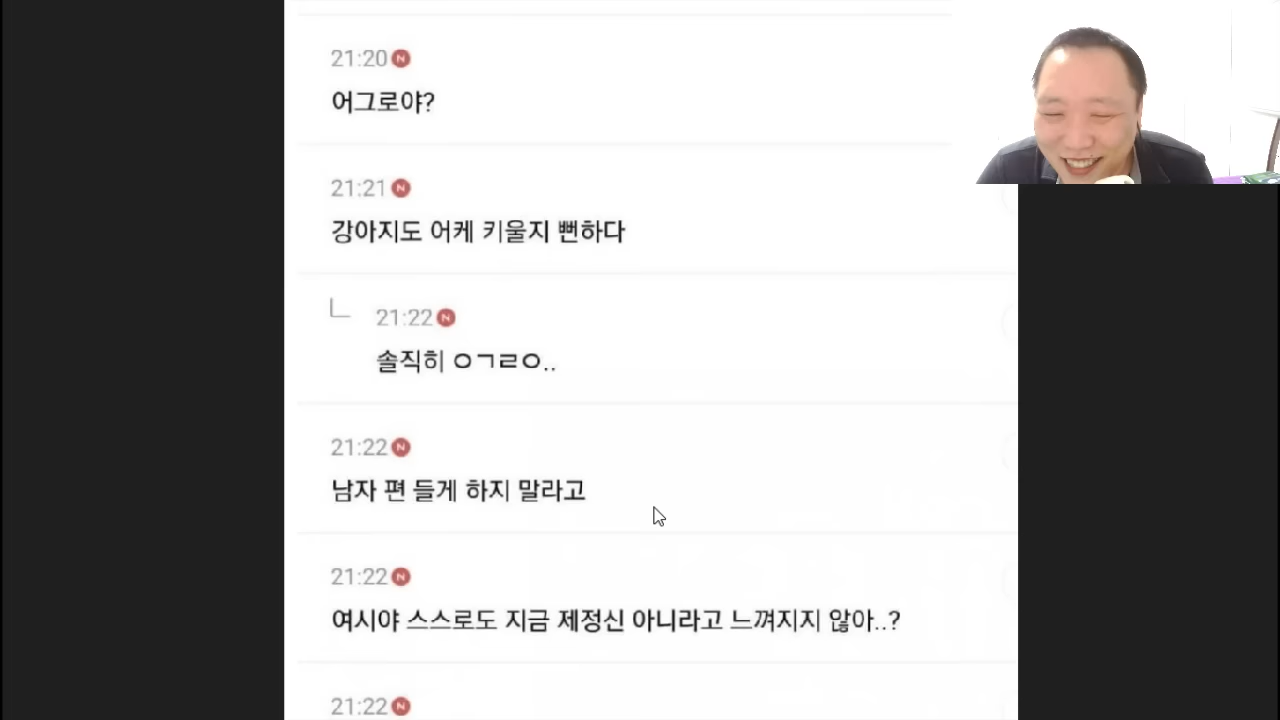 21:20 N
어그로야?
21:21 N
강아지도 어케 키울지 뻔하다
21:22 N
솔직히 ㅇㄱㄹㅇ..
21:22 N
남자 편 들게 하지 말라고
21:22 N
여시야 스스로도 지금 제정신 아니라고 느껴지지 않아..?
21:22 N